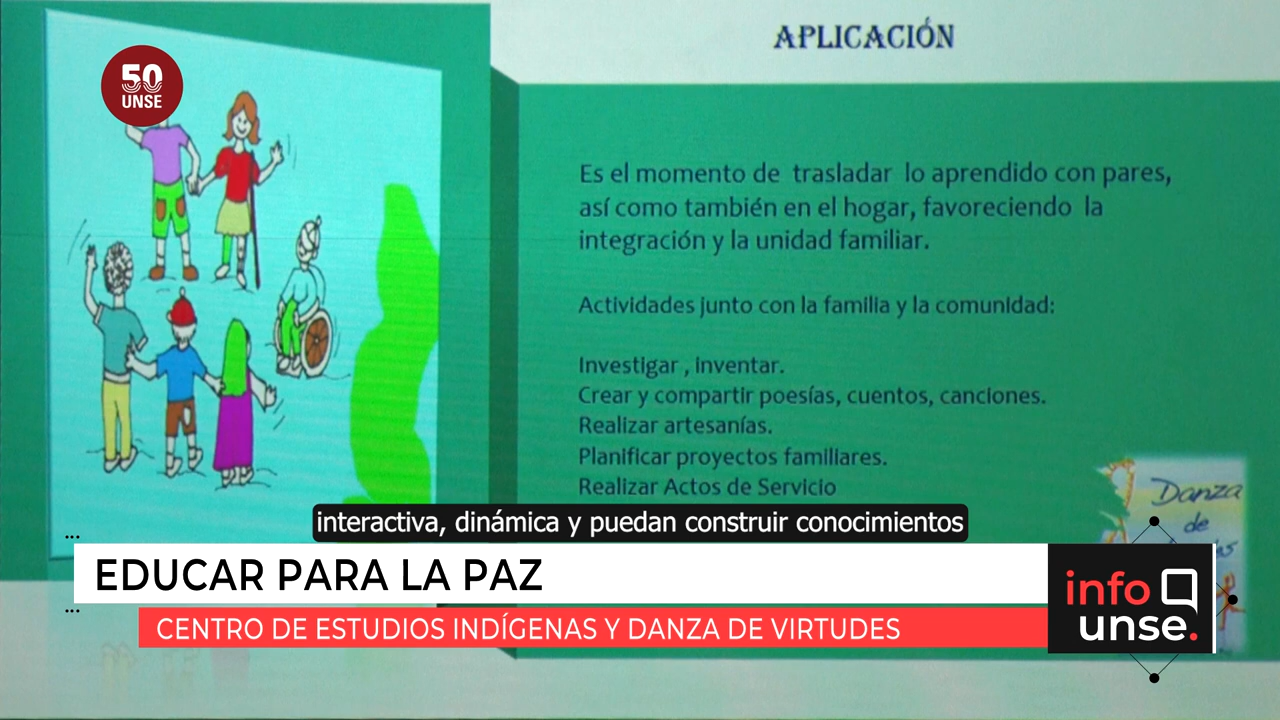 50
UNSE
APLICACIÓN
Es el momento de trasladar lo aprendido con pares,
así como también en el hogar, favoreciendo la
integración y la unidad familiar.
Actividades junto con la familia y la comunidad:
Investigar , inventar.
Crear y compartir poesías, cuentos, canciones.
Realizar artesanías.
Planificar proyectos familiares.
Realizar Actos de Servicio
Danza
de
interactiva, dinámica y puedan construir conocimientos
EDUCAR PARA LA PAZ
CENTRO DE ESTUDIOS INDÍGENAS Y DANZA DE VIRTUDES
info
unse.